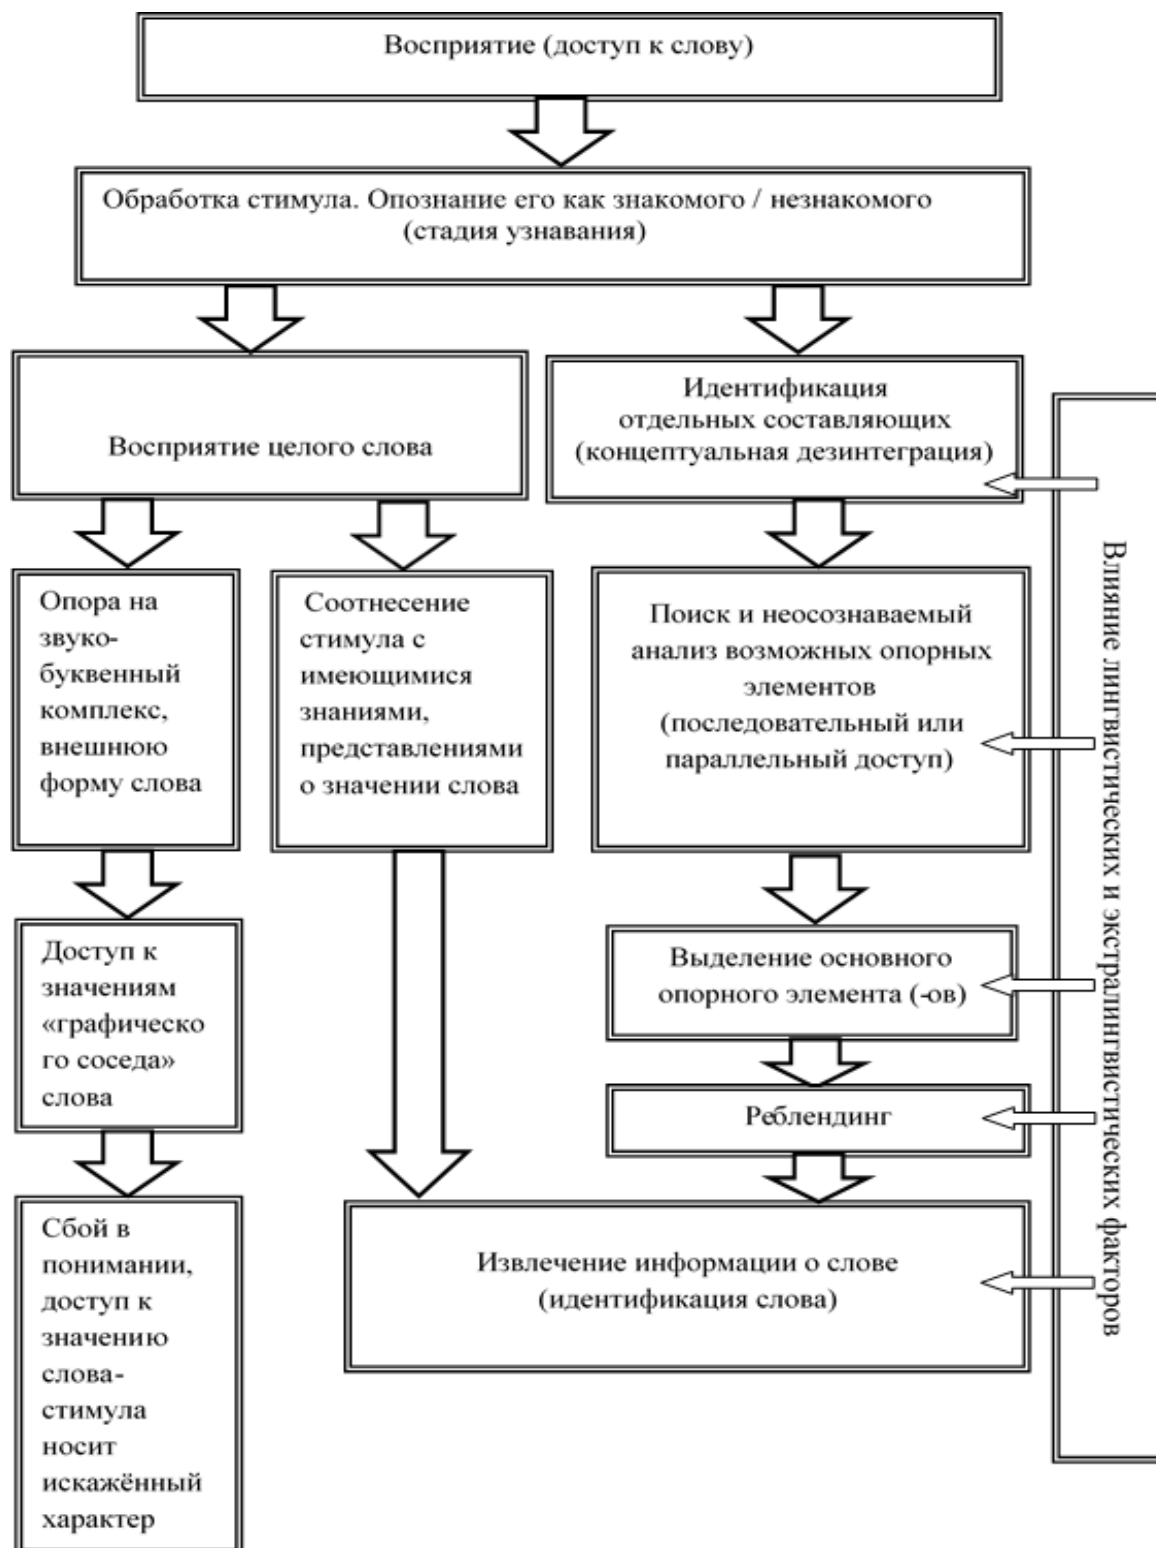 Восприятие (доступ к слову)
Обработка стимула. Опознание его как знакомого / незнакомого
(стадия узнавания)
Восприятие целого слова
Идентификация
отдельных составляющих
(концептуальная дезинтеграция)
Опора на
звуко-
буквенный
комплекс,
внешнюю
форму слова
Соотнесение
стимула с
имеющимися
знаниями,
представлениями
о значении слова
Поиск и неосознаваемый
анализ возможных опорных
элементов
(последовательный или
параллельный доступ)
Доступ к
значениям
«графическо
го соседа»
слова
Выделение основного
опорного элемента (-ов)
Реблендинг
Сбой в
понимании,
доступ к
значению
слова-
стимула
носит
искажённый
характер
Извлечение информации о слове
(идентификация слова)
Влияние лингвистических и экстралингвистических факторов